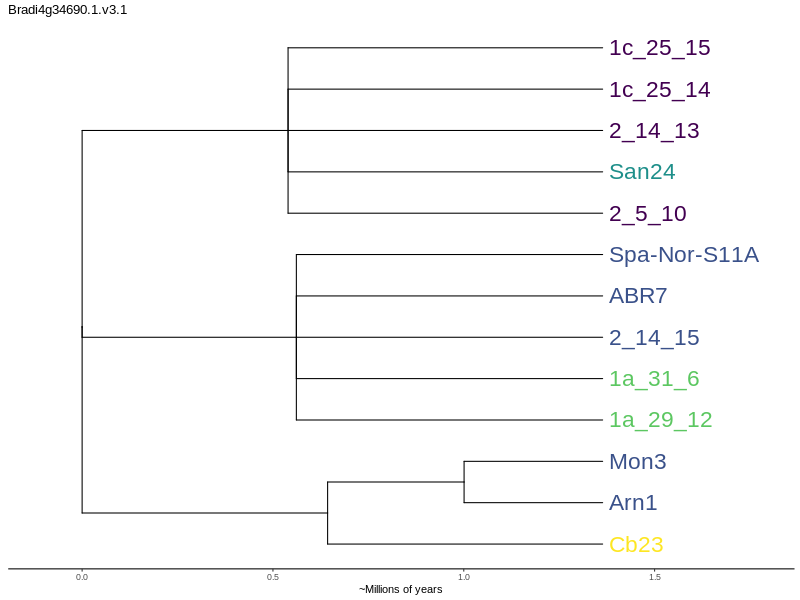 Bradi4g34690.1.v3.1
1c_25_15
1c_25_14
2_14_13
San24
2_5_10
Spa-Nor-S11A
ABR7
2_14_15
1a_31_6
1a_29_12
Mon3
Arn1
Cb23
0.0 0.5 1.0 1.5
~Millions of years